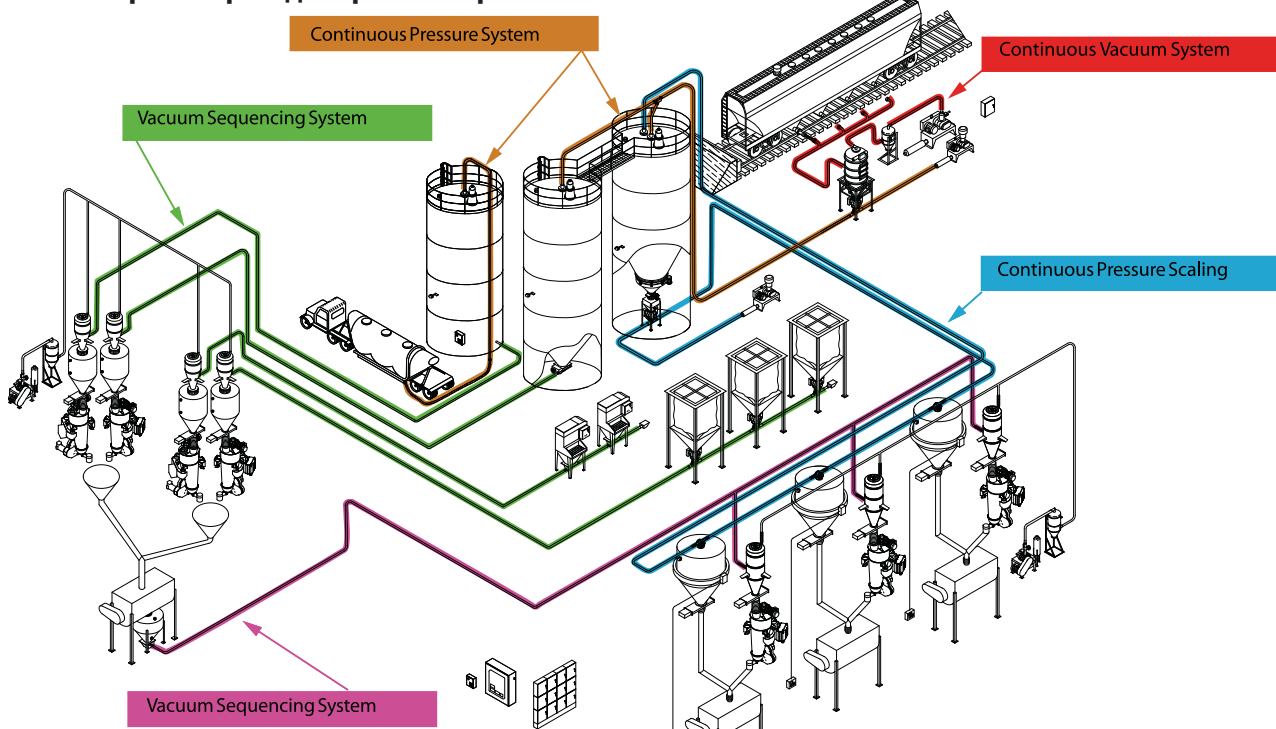 Continuous Pressure System
Continuous Vacuum System
Vacuum Sequencing System
Continuous Pressure Scaling
Vacuum Sequencing System